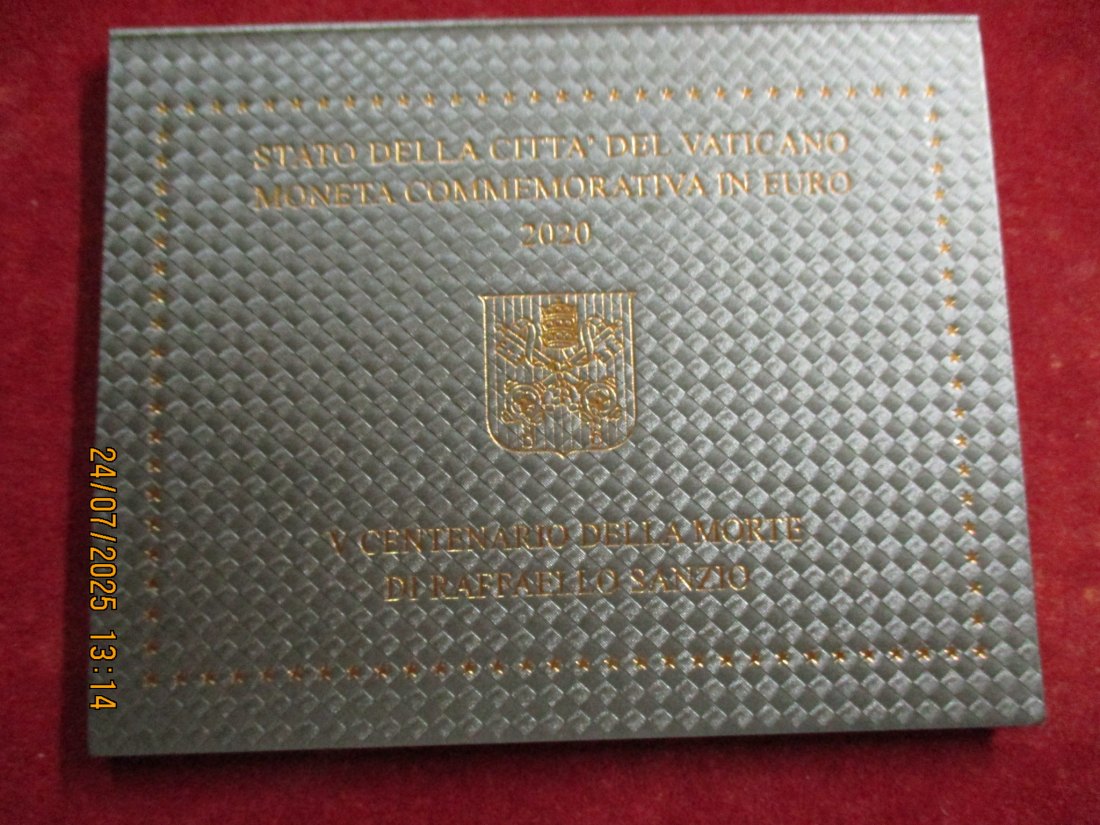 STATO DELLA CITTA' DEL VATICANO
MONETA COMMEMORATIVA IN EURO
2020
V CENTENARIO DELLA MORTE
DI RAFFAELLO SANZIO
24/07/2025 13:14